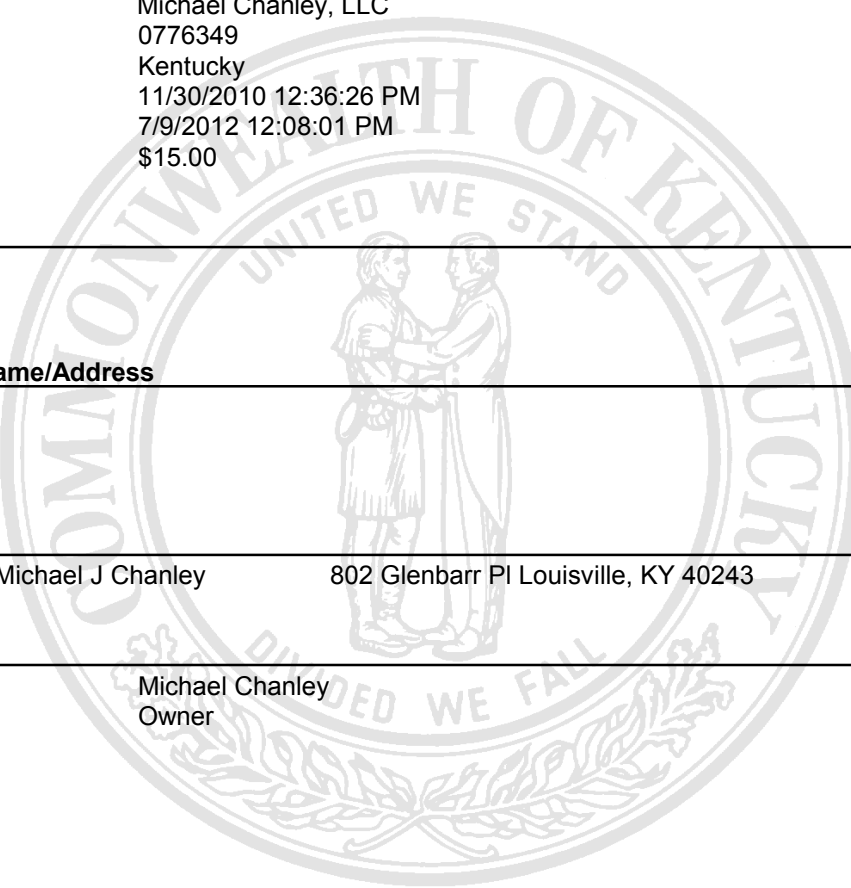 Michael Chanley, LLC
0776349
Kentucky
11/30/2010 12:36:26 PM
7/9/2012 12:08:01 PM
$15.00
COMMONWEALTH OF KENTUCKY
UNITED WE STAND
ame/Address
Michael J Chanley 802 Glenbarr Pl Louisville, KY 40243
DIVIDED WE FALL
Michael Chanley
Owner